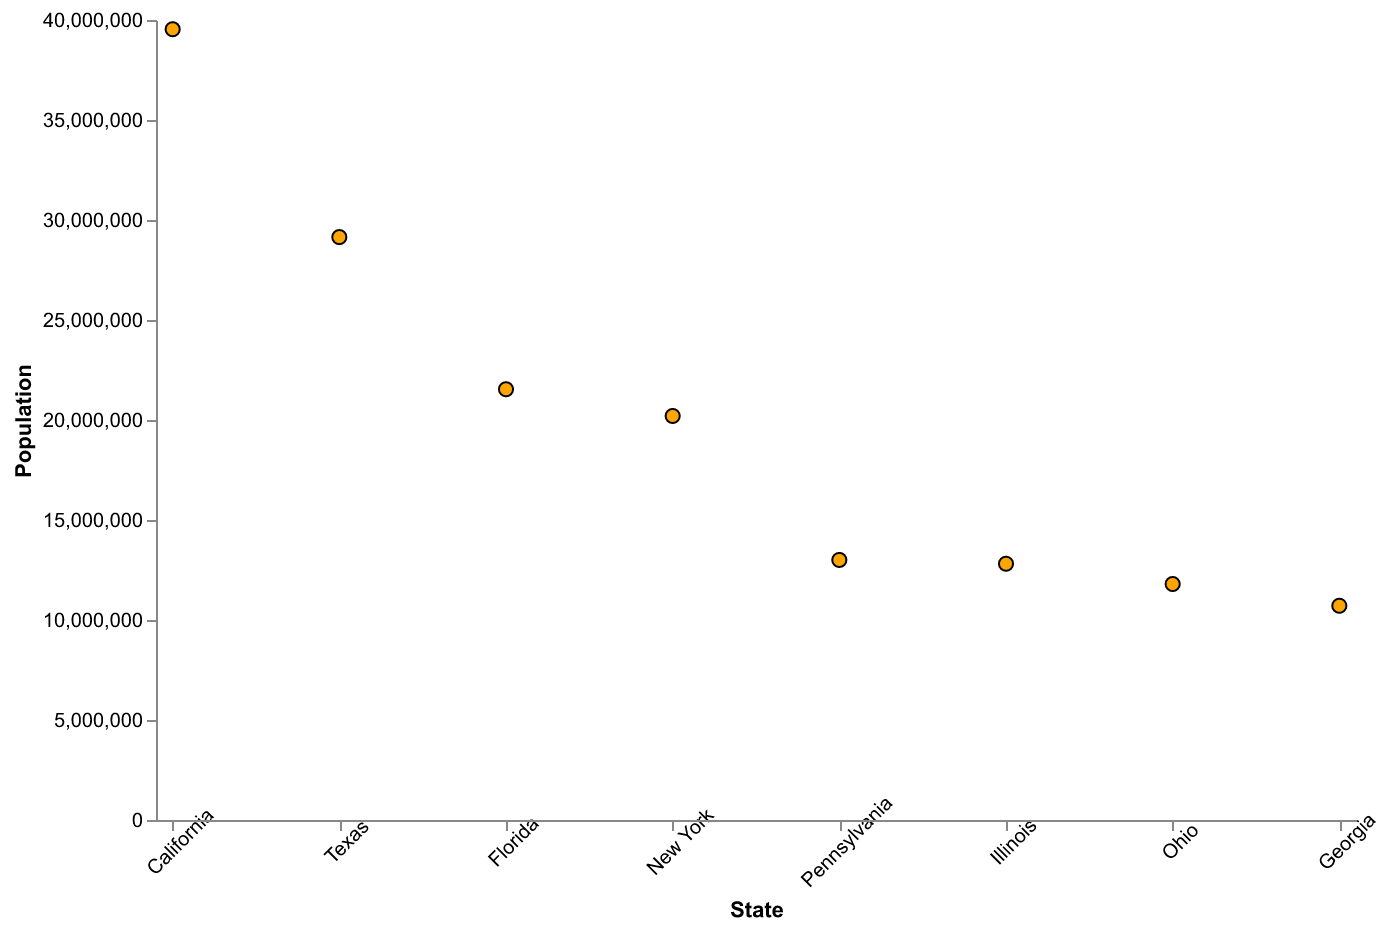 40,000,000
35,000,000
30,000,000
25,000,000
20,000,000
15,000,000
10,000,000
5,000,000
0
Population
California
Texas
Florida
New York
Pennsylvania
Illinois
Ohio
Georgia
State